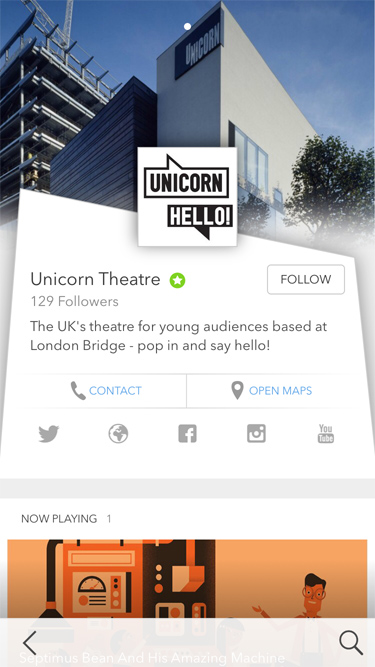 UNICORN
UNICORN
HELLO!
Unicorn Theatre
FOLLOW
129 Followers
The UK's theatre for young audiences based at
London Bridge - pop in and say hello!
CONTACT
OPEN MAPS
You
Tube
NOW PLAYING 1
Septimus Bean And His Amazing Machine